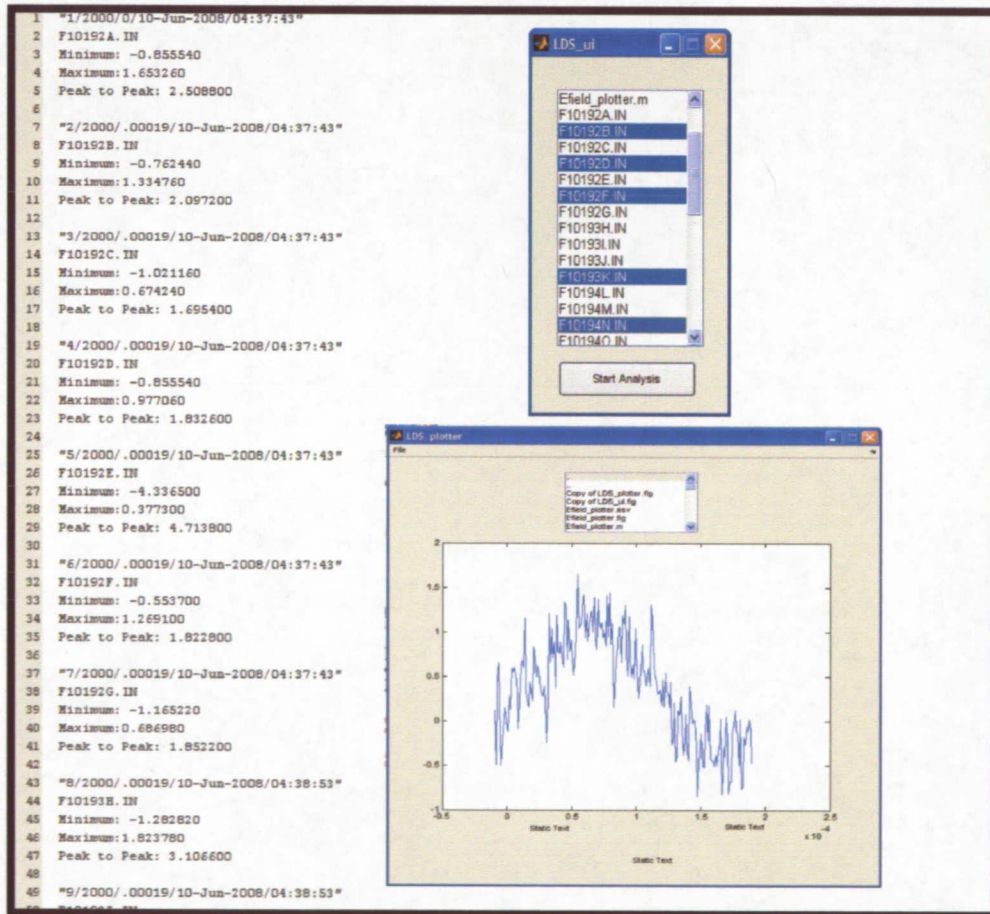 1 "1/2000/0/10-Jun-2008/04:37:43"
2 F10192A.IN
3 Minimum: -0.855540
4 Maximum:1.653260
5 Peak to Peak: 2.508800
6
7 "2/2000/.00019/10-Jun-2008/04:37:43"
8 F10192B.IN
9 Minimum: -0.762440
10 Maximum:1.334760
11 Peak to Peak: 2.097200
12
13 "3/2000/.00019/10-Jun-2008/04:37:43"
14 F10192C.IN
15 Minimum: -1.021160
16 Maximum:0.674240
17 Peak to Peak: 1.695400
18
19 "4/2000/.00019/10-Jun-2008/04:37:43"
20 F10192D.IN
21 Minimum: -0.855540
22 Maximum:0.977060
23 Peak to Peak: 1.832600
24
25 "5/2000/.00019/10-Jun-2008/04:37:43"
26 F10192E.IN
27 Minimum: -4.336500
28 Maximum:0.377300
29 Peak to Peak: 4.713800
30
31 "6/2000/.00019/10-Jun-2008/04:37:43"
32 F10192F.IN
33 Minimum: -0.553700
34 Maximum:1.269100
35 Peak to Peak: 1.822800
36
37 "7/2000/.00019/10-Jun-2008/04:37:43"
38 F10192G.IN
39 Minimum: -1.165220
40 Maximum:0.686980
41 Peak to Peak: 1.852200
42
43 "8/2000/.00019/10-Jun-2008/04:38:53"
44 F10193H.IN
45 Minimum: -1.282820
46 Maximum:1.823780
47 Peak to Peak: 3.106600
48
49 "9/2000/.00019/10-Jun-2008/04:38:53"
LDS_ui
Efield_plotter.m
F10192A.IN
F10192B.IN
F10192C.IN
F10192D.IN
F10192E.IN
F10192F.IN
F10192G.IN
F10193H.IN
F10193I.IN
F10193J.IN
F10193K.IN
F10194L.IN
F10194M.IN
F10194N.IN
F10194O.IN
Start Analysis
LDS_plotter
File
Copy of LDS_plotter.fig
Copy of LDS_ui.fig
Efield_plotter.asv
Efield_plotter.fig
Efield_plotter.m
2
1.5
1
0.5
0
-0.5
-1
-0.5 0 0.5 1 1.5 2 2.5
x 10-4
Static Text Static Text
Static Text